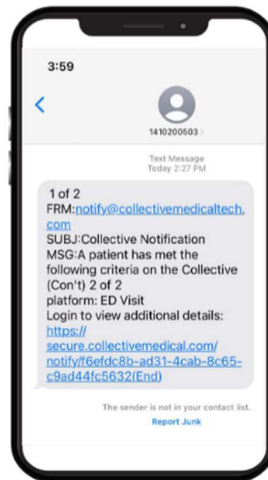 3:59
1410200503 >
Text Message
Today 2:27 PM
1 of 2
FRM:notify@collectivemedicaltech.
com
SUBJ:Collective Notification
MSG:A patient has met the
following criteria on the Collective
(Con't) 2 of 2
platform: ED Visit
Login to view additional details:
https://
secure.collectivemedical.com/
notify/f6efdc8b-ad31-4cab-8c65-
c9ad44fc5632(End)
The sender is not in your contact list.
Report Junk